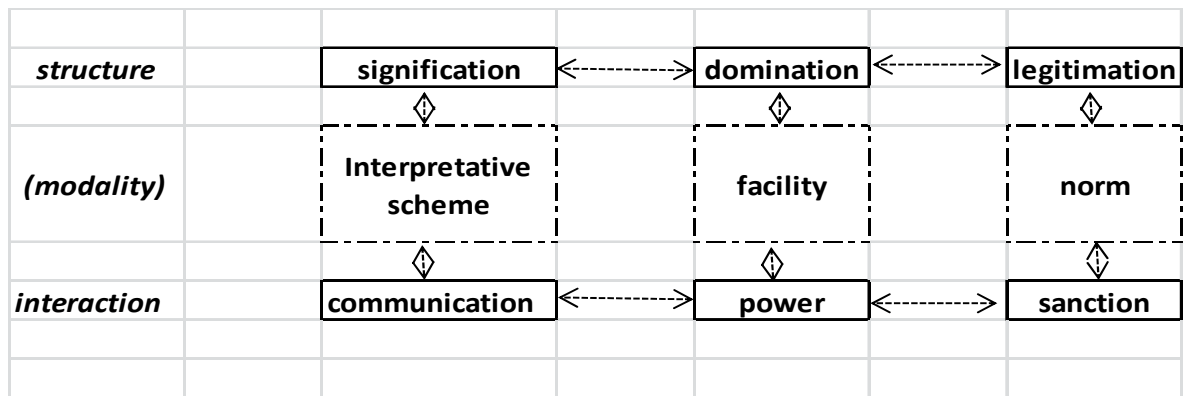 structure signification domination legitimation
(modality) Interpretative scheme facility norm
interaction communication power sanction